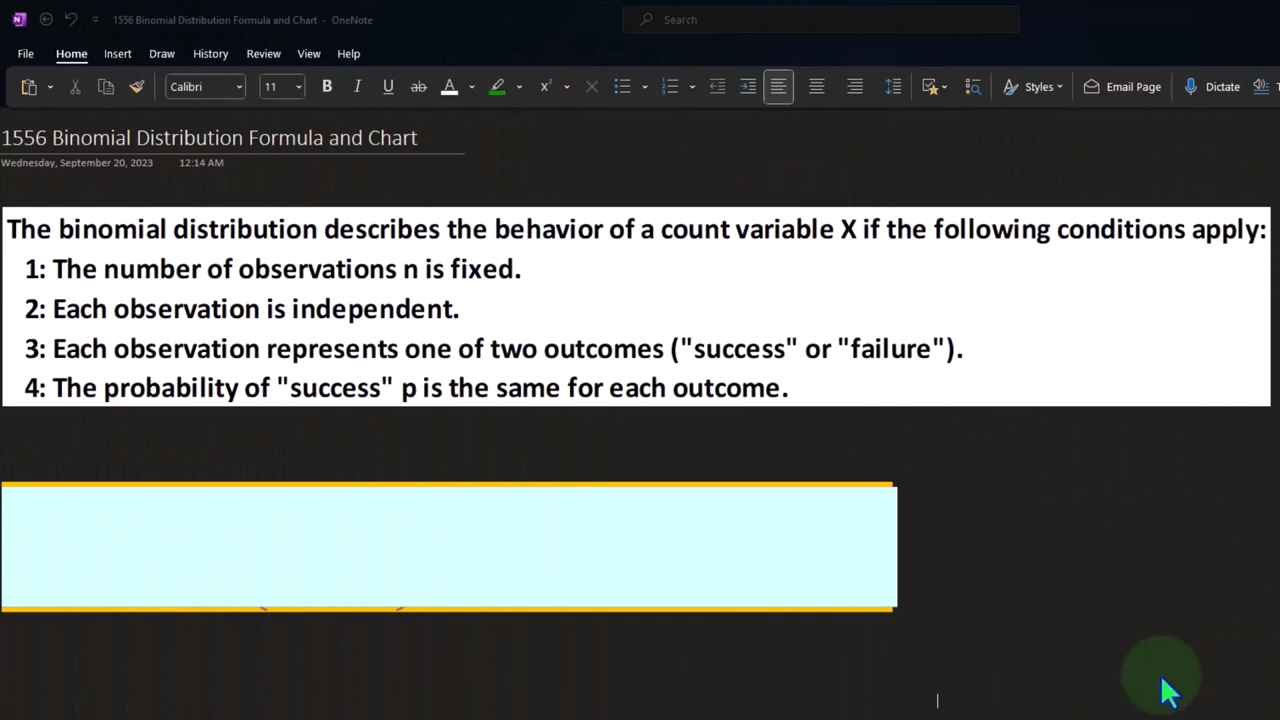 1556 Binomial Distribution Formula and Chart - OneNote
Search
File Home Insert Draw History Review View Help
Calibri 11 B I U ab A x² Styles Email Page Dictate
1556 Binomial Distribution Formula and Chart
Wednesday, September 20, 2023 12:14 AM
The binomial distribution describes the behavior of a count variable X if the following conditions apply:
1: The number of observations n is fixed.
2: Each observation is independent.
3: Each observation represents one of two outcomes ("success" or "failure").
4: The probability of "success" p is the same for each outcome.